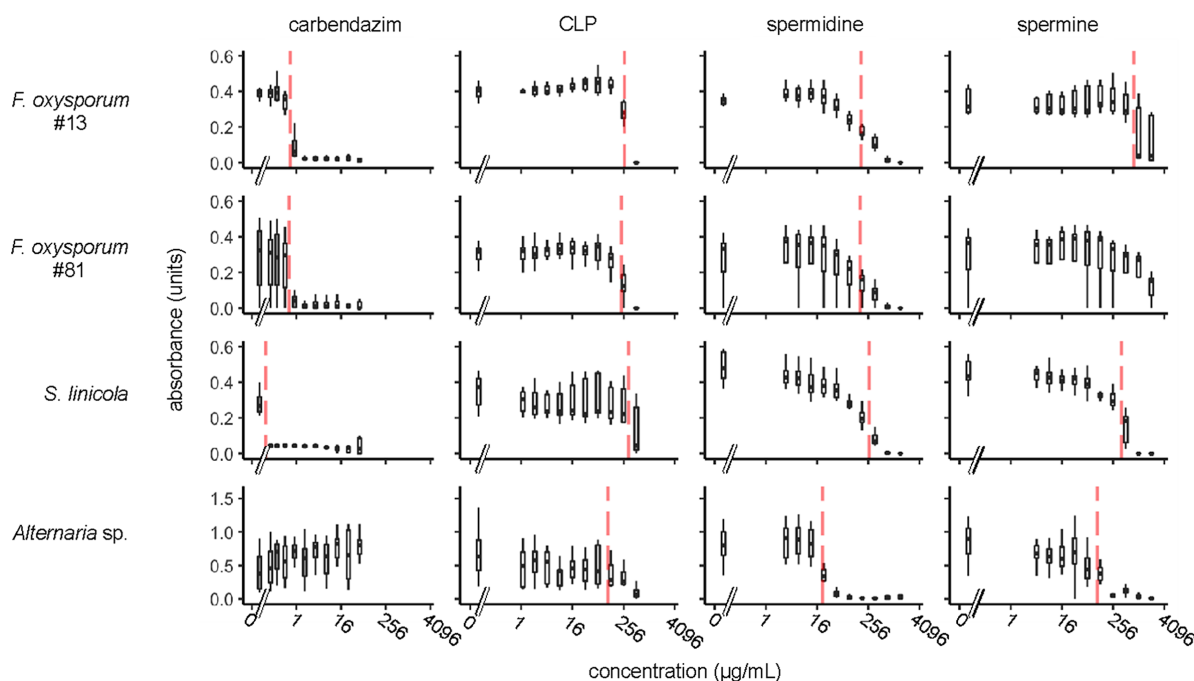 carbendazim CLP spermidine spermine
F. oxysporum
#13
0.6
0.4
0.2
0.0
F. oxysporum
#81
0.6
0.4
0.2
0.0
S. linicola
0.6
0.4
0.2
0.0
Alternaria sp.
1.5
1.0
0.5
0.0
absorbance (units)
0 1 16 256 4096 0 1 16 256 4096 0 1 16 256 4096 0 1 16 256 4096
concentration (µg/mL)